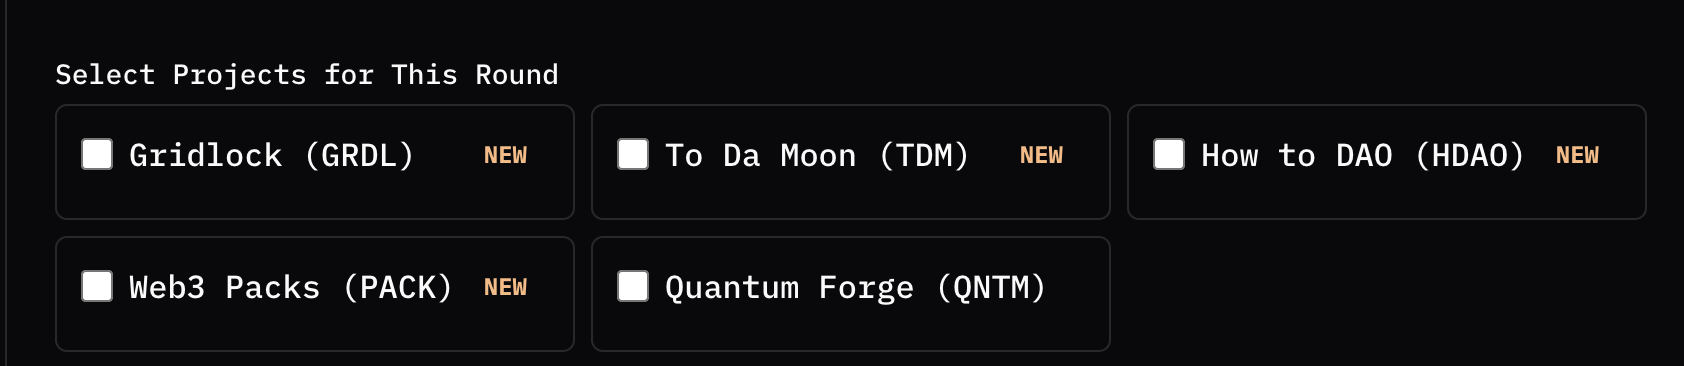 Select Projects for This Round
Gridlock (GRDL) NEW
To Da Moon (TDM) NEW
How to DAO (HDAO) NEW
Web3 Packs (PACK) NEW
Quantum Forge (QNTM)